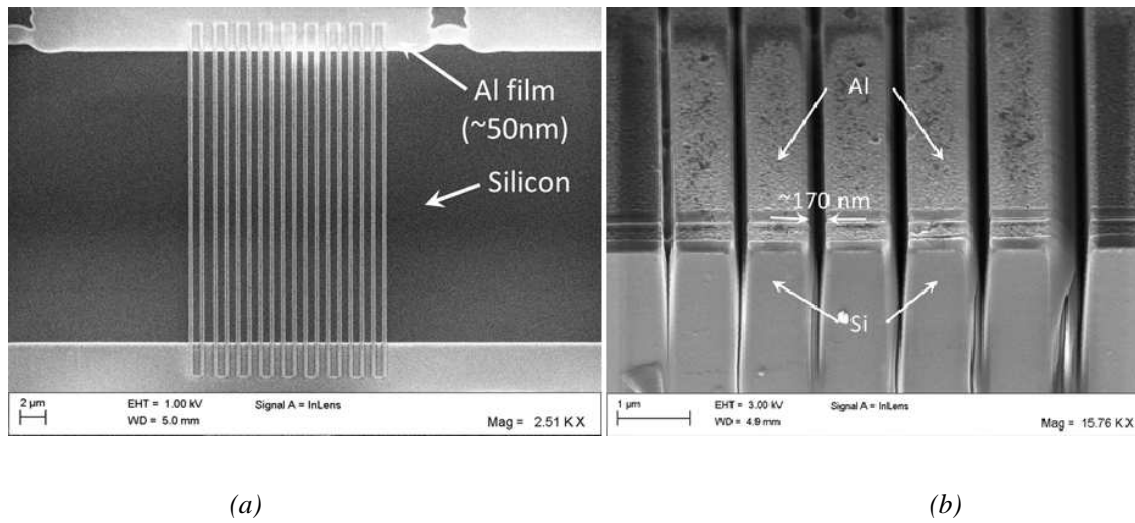 Al film
(~50nm)
Silicon
2 µm
EHT = 1.00 kV
Signal A = InLens
WD = 5.0 mm
Mag = 2.51 K X
Al
~170 nm
Si
1 µm
EHT = 3.00 kV
Signal A = InLens
WD = 4.9 mm
Mag = 15.76 K X
(a)
(b)